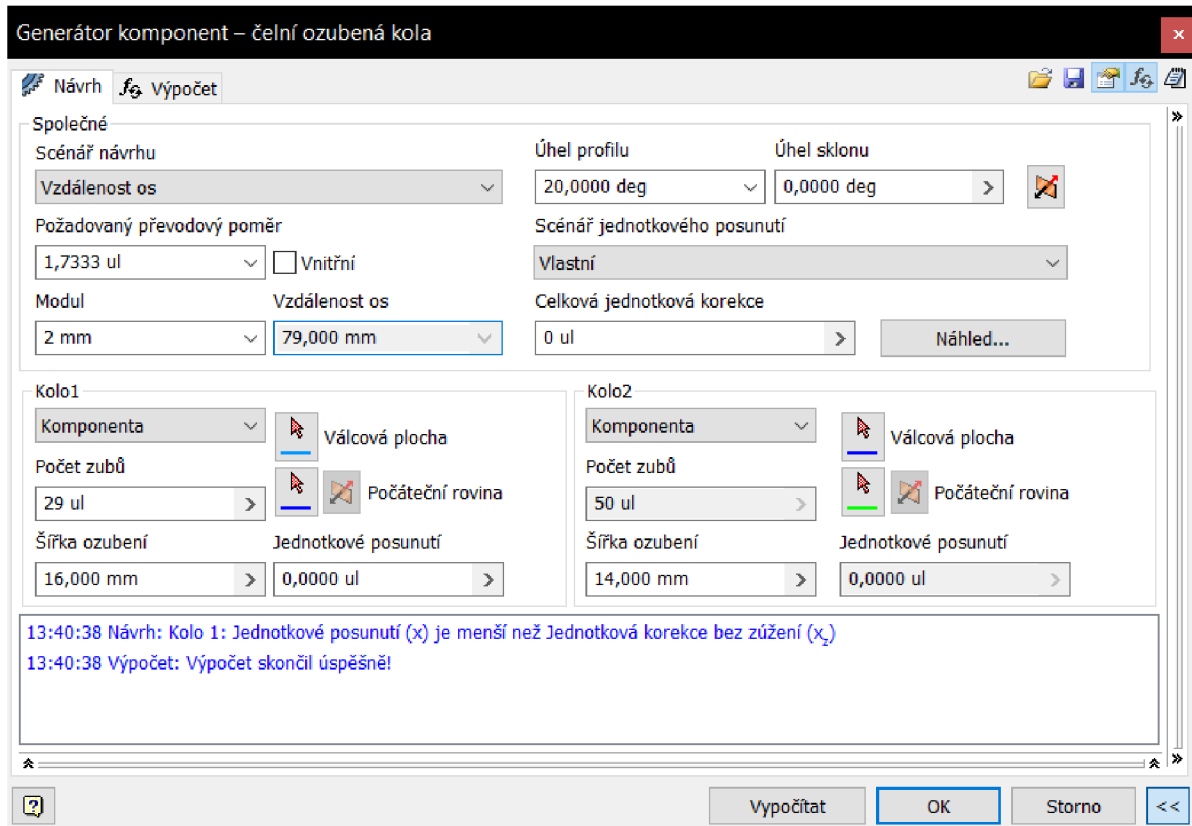 Generátor komponent – čelní ozubená kola
Návrh
Výpočet
Společné
Scénář návrhu
Úhel profilu
Úhel sklonu
Vzdálenost os
20,0000 deg
0,0000 deg
Požadovaný převodový poměr
Scénář jednotkového posunutí
1,7333 ul
Vnitřní
Vlastní
Modul
Vzdálenost os
Celková jednotková korekce
2 mm
79,000 mm
0 ul
Náhled...
Kolo1
Komponenta
Válcová plocha
Počet zubů
29 ul
Počáteční rovina
Šířka ozubení
Jednotkové posunutí
16,000 mm
0,0000 ul
Kolo2
Komponenta
Válcová plocha
Počet zubů
50 ul
Počáteční rovina
Šířka ozubení
Jednotkové posunutí
14,000 mm
0,0000 ul
13:40:38 Návrh: Kolo 1: Jednotkové posunutí (x) je menší než Jednotková korekce bez zúžení (xz)
13:40:38 Výpočet: Výpočet skončil úspěšně!
Vypočítat
OK
Storno
<<